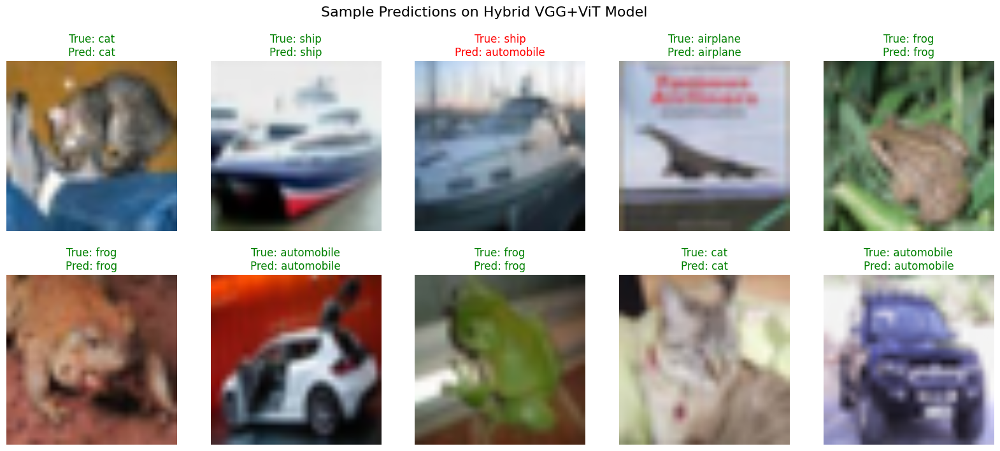 Sample Predictions on Hybrid VGG+ViT Model
True: cat
Pred: cat
True: ship
Pred: ship
True: ship
Pred: automobile
True: airplane
Pred: airplane
True: frog
Pred: frog
True: frog
Pred: frog
True: automobile
Pred: automobile
True: frog
Pred: frog
True: cat
Pred: cat
True: automobile
Pred: automobile